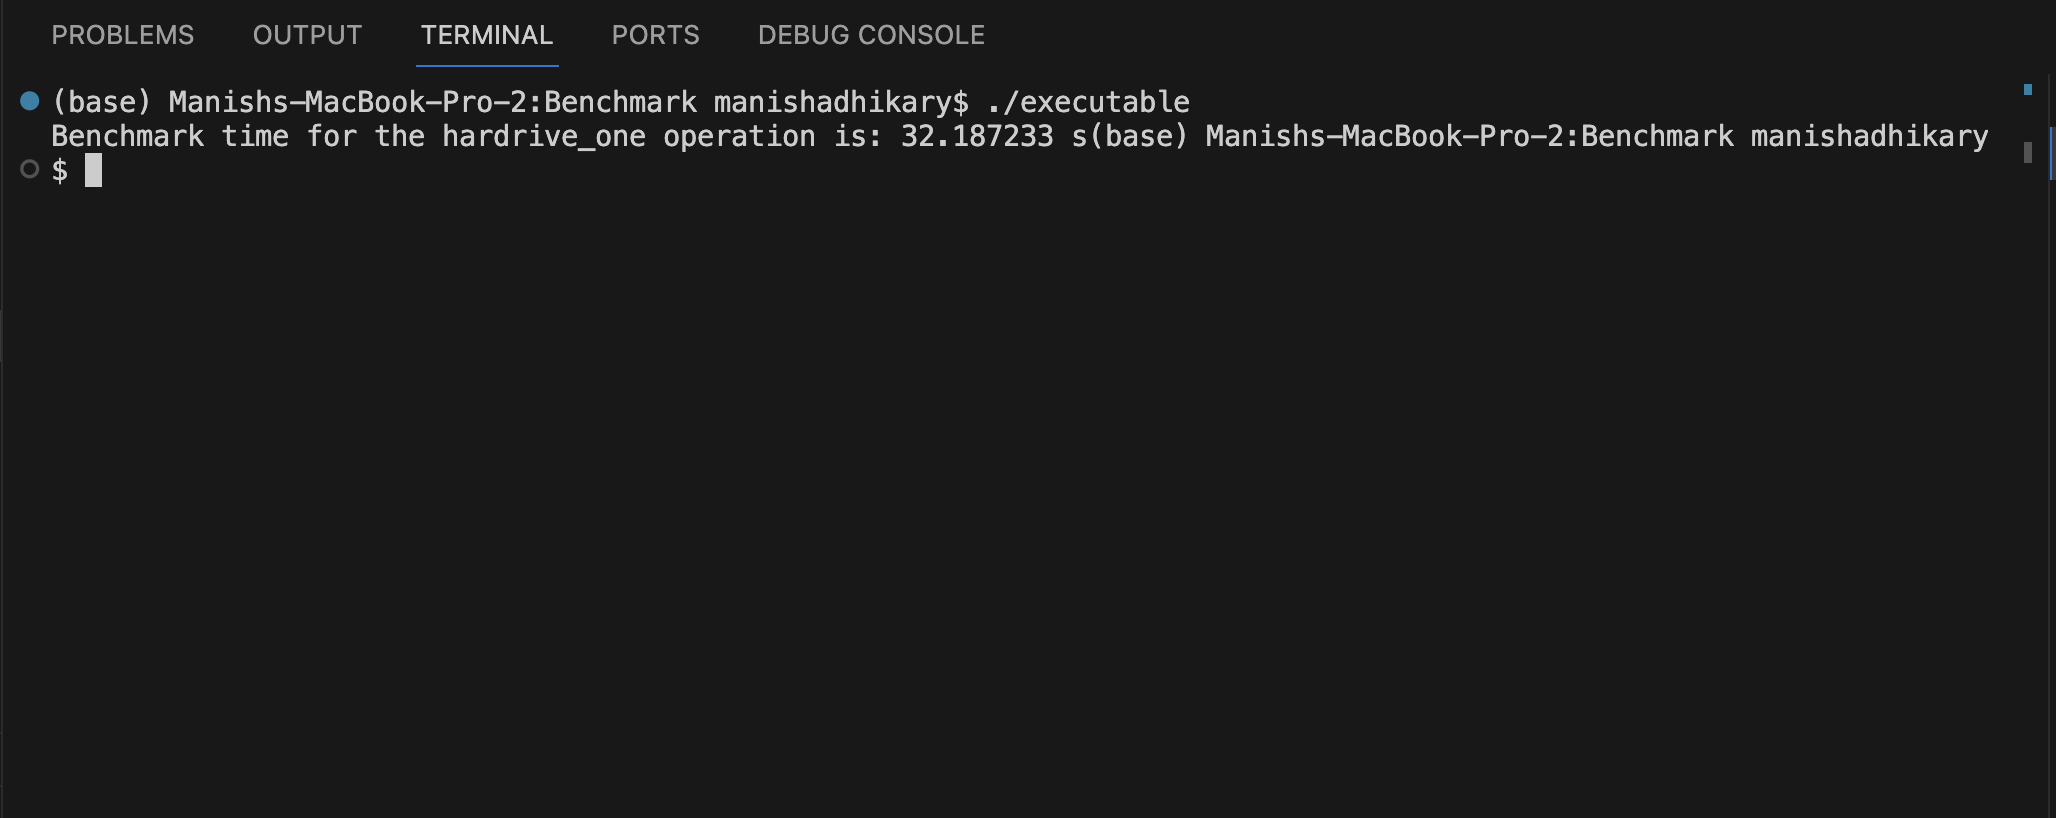 PROBLEMS OUTPUT TERMINAL PORTS DEBUG CONSOLE
(base) Manishs-MacBook-Pro-2:Benchmark manishadhikary$ ./executable
Benchmark time for the hardrive_one operation is: 32.187233 s(base) Manishs-MacBook-Pro-2:Benchmark manishadhikary
$